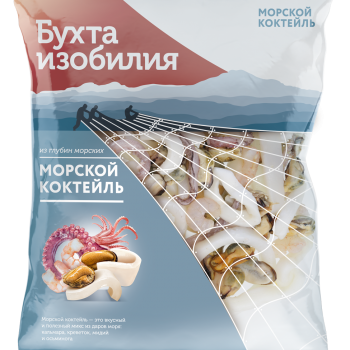 МОРСКОЙ
КОКТЕЙЛЬ
Бухта
изобилия
из глубин морских
МОРСКОЙ
КОКТЕЙЛЬ
Морской коктейль – это вкусный
и полезный микс из даров моря:
кальмара, креветок, мидий
и осьминога.